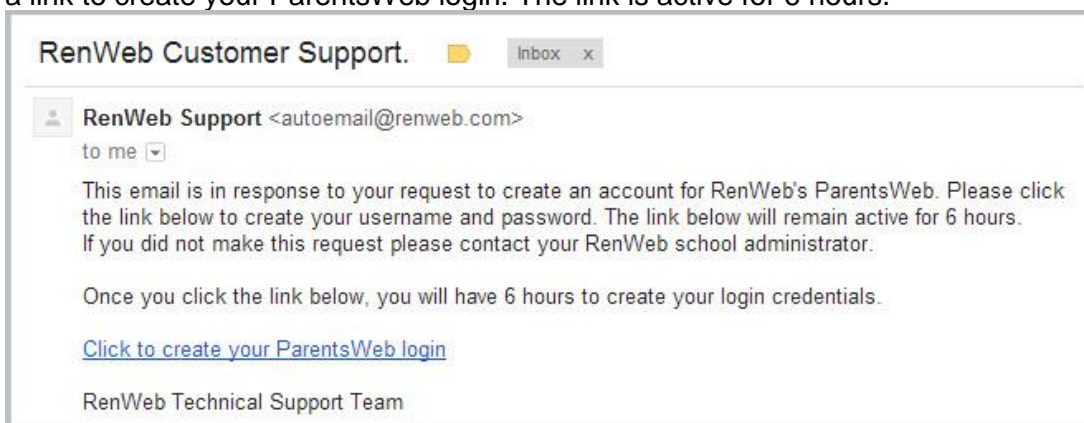 a link to create your ParentsWeb login. The link is active for 6 hours.
RenWeb Customer Support. Inbox x
RenWeb Support <autoemail@renweb.com>
to me
This email is in response to your request to create an account for RenWeb's ParentsWeb. Please click
the link below to create your username and password. The link below will remain active for 6 hours.
If you did not make this request please contact your RenWeb school administrator.
Once you click the link below, you will have 6 hours to create your login credentials.
Click to create your ParentsWeb login
RenWeb Technical Support Team